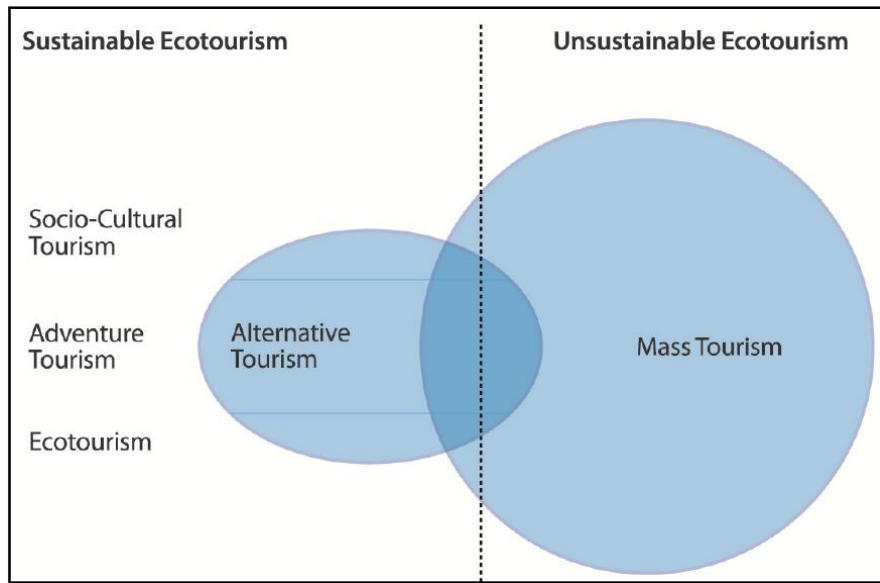 Sustainable Ecotourism
Unsustainable Ecotourism
Socio-Cultural
Tourism
Adventure
Tourism
Alternative
Tourism
Mass Tourism
Ecotourism